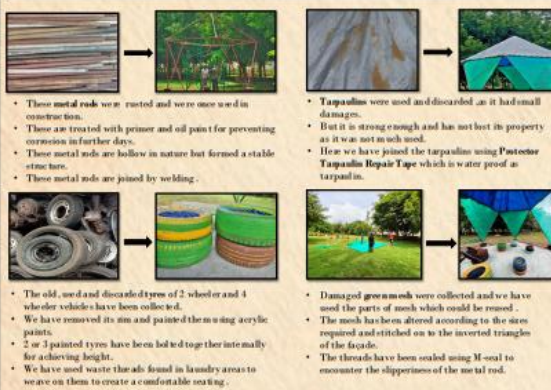 • These metal rods were rusted and were once used in
construction.
• These are treated with primer and oil paint for preventing
corrosion in further days.
• These metal rods are hollow in nature but formed a stable
structure.
• These metal rods are joined by welding .
• Tarpaulins were used and discarded ,as it had small
damages.
• But it is strong enough and has not lost its property
as it was not much used.
• Here we have joined the tarpaulins using Protector
Tarpaulin Repair Tape which is water proof as
tarpaulin.
• The old , used and discarded tyres of 2 wheeler and 4
wheeler vehicles have been collected.
• We have removed its rim and painted them using acrylic
paints.
• 2 or 3 painted tyres have been bolted together internally
for achieving height.
• We have used waste threads found in laundry areas to
weave on them to create a comfortable seating .
• Damaged green mesh were collected and we have
used the parts of mesh which could be reused .
• The mesh has been altered according to the sizes
required and stitched on to the inverted triangles
of the façade.
• The threads have been sealed using M-seal to
encounter the slipperiness of the metal rod.